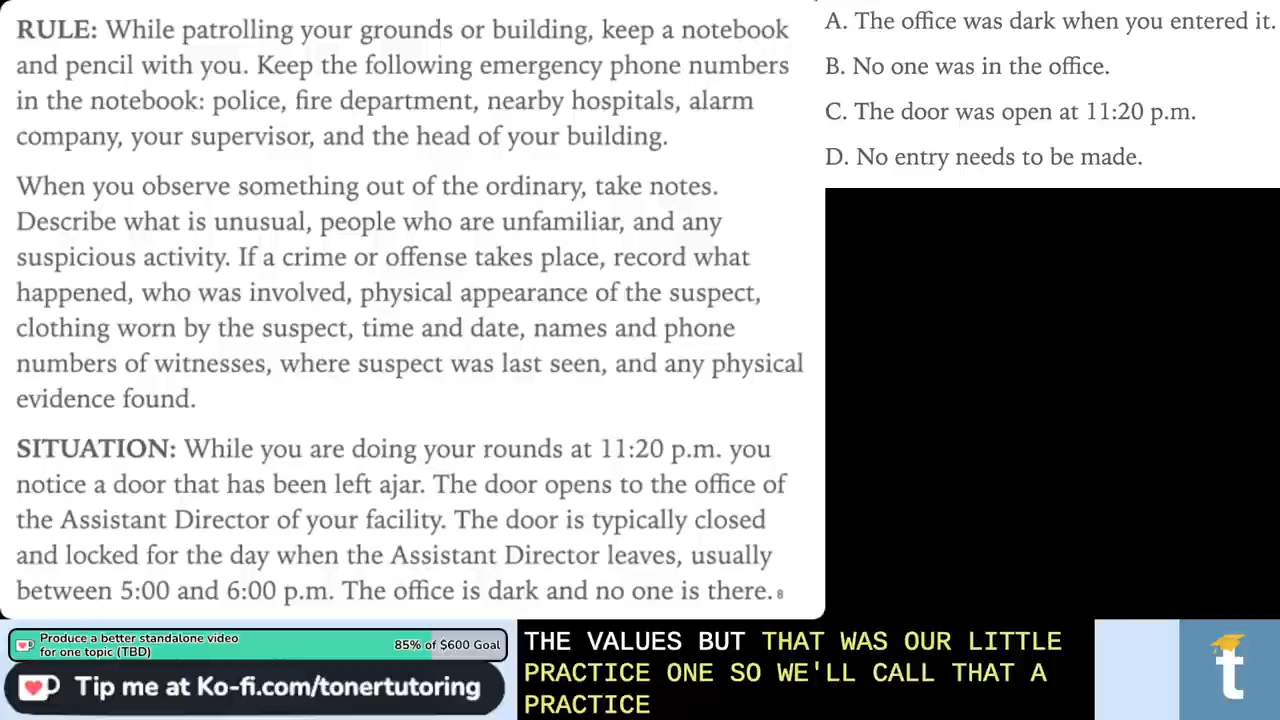 RULE: While patrolling your grounds or building, keep a notebook
and pencil with you. Keep the following emergency phone numbers
in the notebook: police, fire department, nearby hospitals, alarm
company, your supervisor, and the head of your building.
When you observe something out of the ordinary, take notes.
Describe what is unusual, people who are unfamiliar, and any
suspicious activity. If a crime or offense takes place, record what
happened, who was involved, physical appearance of the suspect,
clothing worn by the suspect, time and date, names and phone
numbers of witnesses, where suspect was last seen, and any physical
evidence found.
SITUATION: While you are doing your rounds at 11:20 p.m. you
notice a door that has been left ajar. The door opens to the office of
the Assistant Director of your facility. The door is typically closed
and locked for the day when the Assistant Director leaves, usually
between 5:00 and 6:00 p.m. The office is dark and no one is there. 8
A. The office was dark when you entered it.
B. No one was in the office.
C. The door was open at 11:20 p.m.
D. No entry needs to be made.
Produce a better standalone video
for one topic (TBD)
85% of $600 Goal
Tip me at Ko-fi.com/tonertutoring
THE VALUES BUT THAT WAS OUR LITTLE
PRACTICE ONE SO WE'LL CALL THAT A
PRACTICE
t